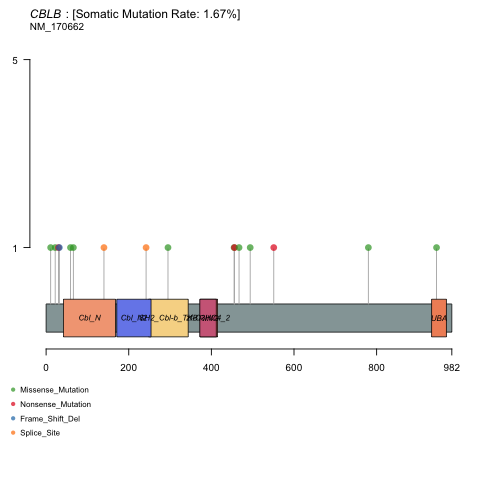 CBLB : [Somatic Mutation Rate: 1.67%]
NM_170662
5
1
Cbl_N
UBA
0 200 400 600 800 982
Missense_Mutation
Nonsense_Mutation
Frame_Shift_Del
Splice_Site